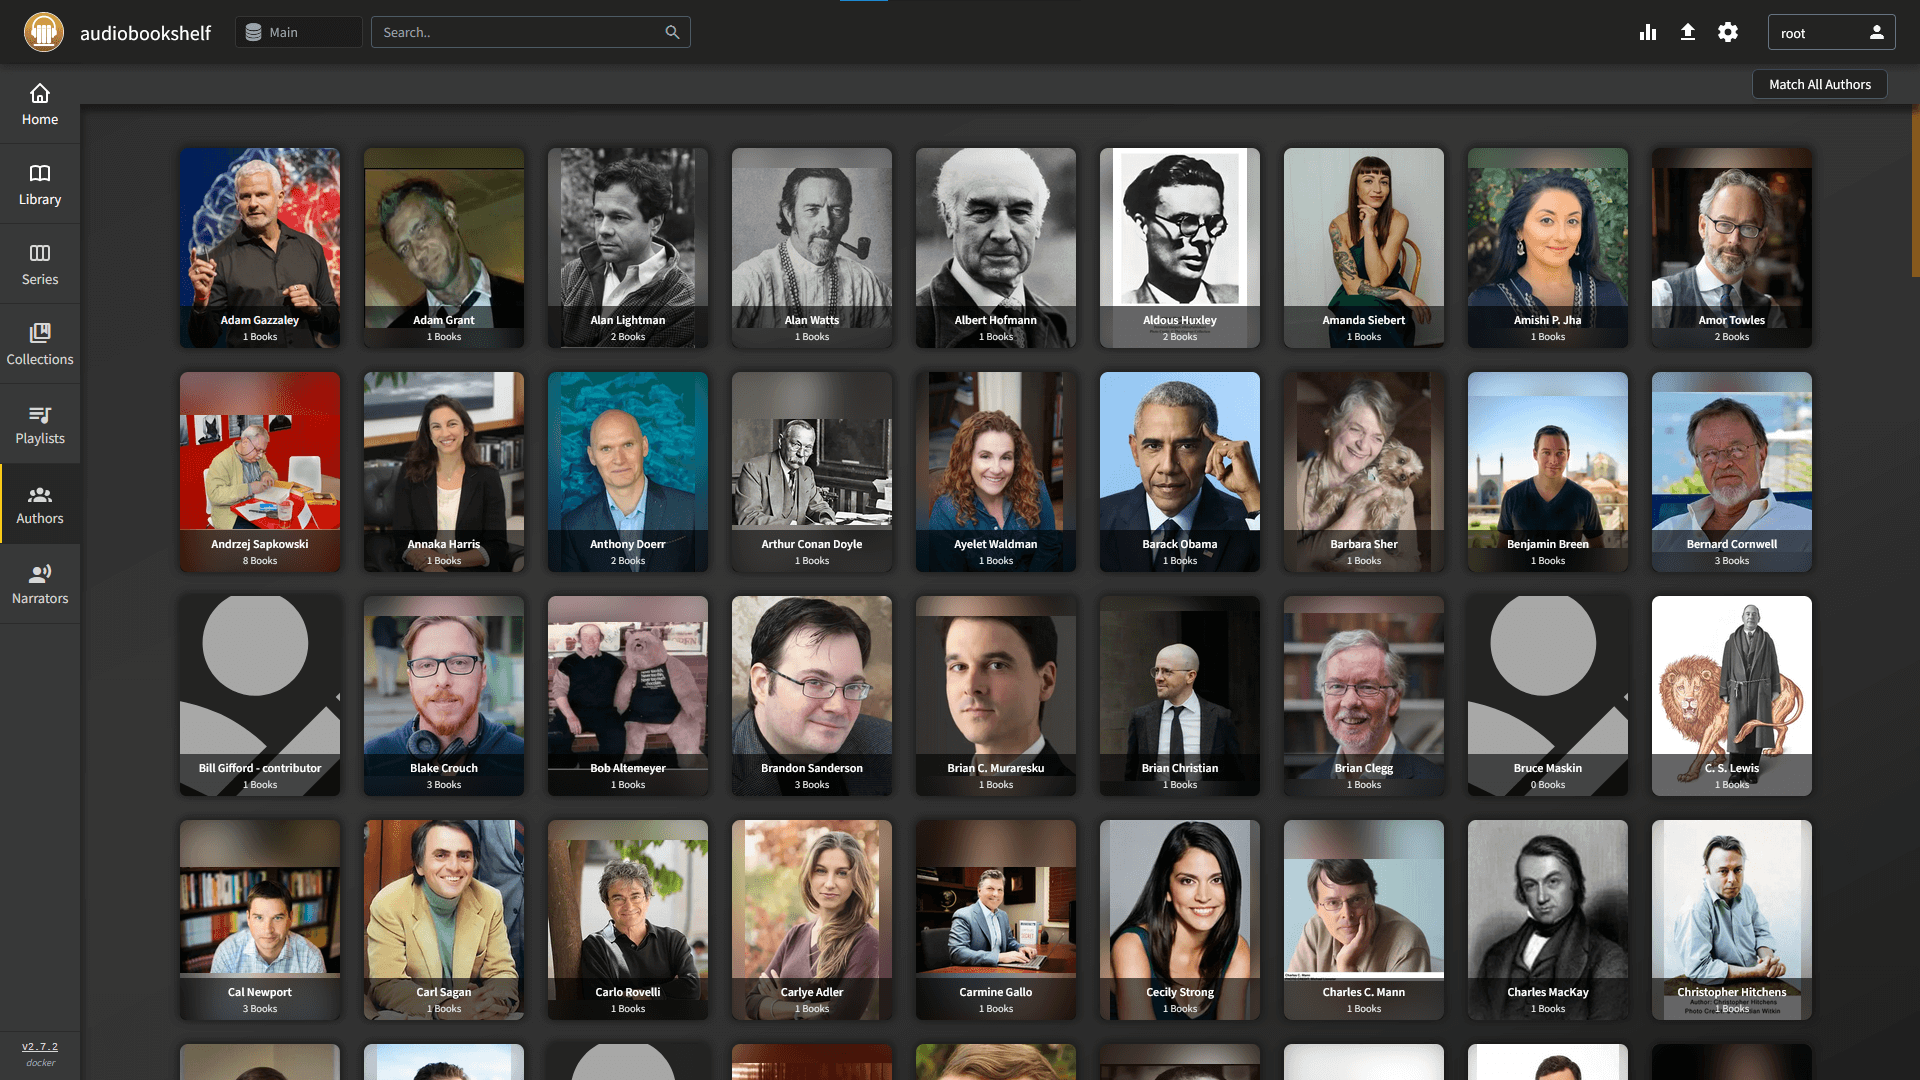 audiobookshelf
Main
Search..
root
Match All Authors
Home
Library
Series
Collections
Playlists
Authors
Narrators
v2.7.2
docker
Adam Gazzaley
1 Books
Adam Grant
1 Books
Alan Lightman
2 Books
Alan Watts
1 Books
Albert Hofmann
1 Books
Aldous Huxley
2 Books
Amanda Siebert
1 Books
Amishi P. Jha
1 Books
Amor Towles
2 Books
Andrzej Sapkowski
8 Books
Annaka Harris
1 Books
Anthony Doerr
2 Books
Arthur Conan Doyle
1 Books
Ayelet Waldman
1 Books
Barack Obama
1 Books
Barbara Sher
1 Books
Benjamin Breen
1 Books
Bernard Cornwell
3 Books
Bill Gifford - contributor
1 Books
Blake Crouch
3 Books
Bob Altemeyer
1 Books
Brandon Sanderson
3 Books
Brian C. Muraresku
1 Books
Brian Christian
1 Books
Brian Clegg
1 Books
Bruce Maskin
0 Books
C. S. Lewis
1 Books
Cal Newport
3 Books
Carl Sagan
1 Books
Carlo Rovelli
1 Books
Carlye Adler
1 Books
Carmine Gallo
1 Books
Cecily Strong
1 Books
Charles C. Mann
Charles C. Mann
1 Books
Charles MacKay
1 Books
Christopher Hitchens
Author: Christopher Hitchens
1 Books